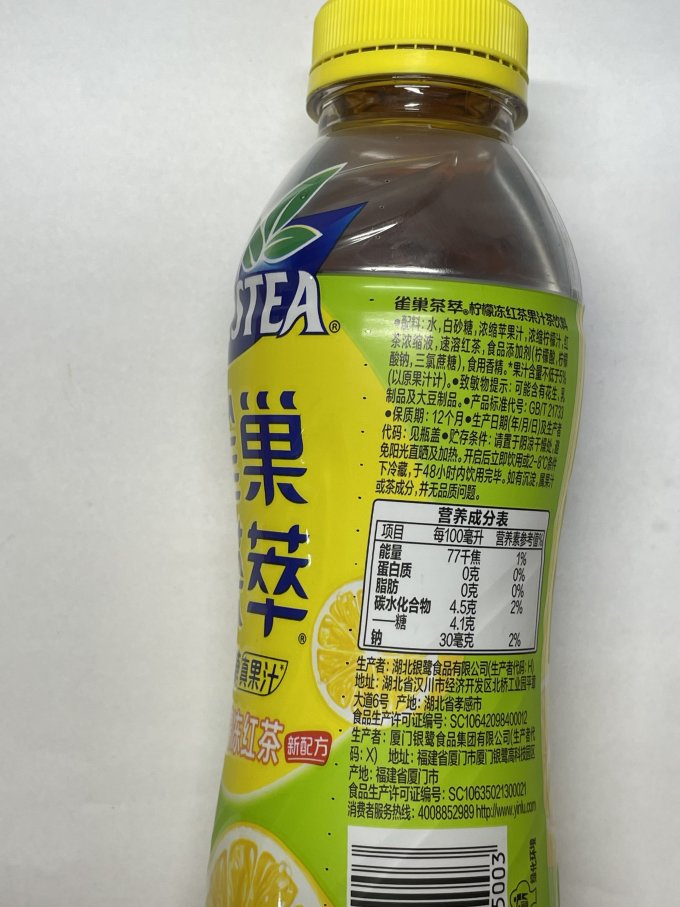 STEA®
巢
萃®
真果汁*
冻红茶 新配方
雀巢茶萃®柠檬冻红茶果汁茶饮料
●配料:水,白砂糖,浓缩苹果汁,浓缩柠檬汁,红
茶浓缩液,速溶红茶,食品添加剂(柠檬酸,柠檬
酸钠,三氯蔗糖),食用香精。*果汁含量不低于5%
(以原果汁计)。●致敏物提示:可能含有花生、乳
制品及大豆制品。●产品标准代号:GB/T 21733
●保质期:12个月●生产日期(年/月/日)及生产者
代码:见瓶盖●贮存条件:请置于阴凉干燥处,避
免阳光直晒及加热。开启后立即饮用或2-8℃条件
下冷藏,于48小时内饮用完毕。如有沉淀,属果汁
或茶成分,并无品质问题。
营养成分表
项目 每100毫升 营养素参考值%
能量 77千焦 1%
蛋白质 0克 0%
脂肪 0克 0%
碳水化合物 4.5克 2%
——糖 4.1克
钠 30毫克 2%
生产者:湖北银鹭食品有限公司(生产者代码:H)
地址:湖北省汉川市经济开发区北桥工业园平章
大道6号 产地:湖北省孝感市
食品生产许可证编号:SC10642098400012
生产者:厦门银鹭食品集团有限公司(生产者代
码:X) 地址:福建省厦门市厦门银鹭高科技园区
产地:福建省厦门市
食品生产许可证编号:SC10635021300021
消费者服务热线:4008852989 http://www.yinlu.com
5003
绿化环境